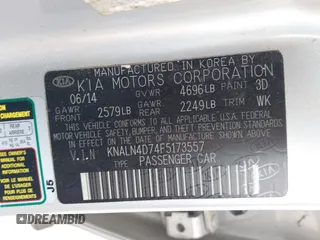 MANUFACTURED IN KOREA BY
KIA MOTORS CORPORATION
06/14 GVWR 4696LB PAINT 3D
GAWR 2579LB GAWR 2249LB TRIM WK
FRONT REAR
THIS VEHICLE CONFORMS TO ALL APPLICABLE U.S. FEDERAL
MOTOR VEHICLE SAFETY, BUMPER, AND THEFT PREVENTION
STANDARDS IN EFFECT ON THE DATE OF MANUFACTURE
SHOWN ABOVE.
V.I.N KNALN4D74F5173557
TYPE PASSENGER CAR
J5
DREAMBID